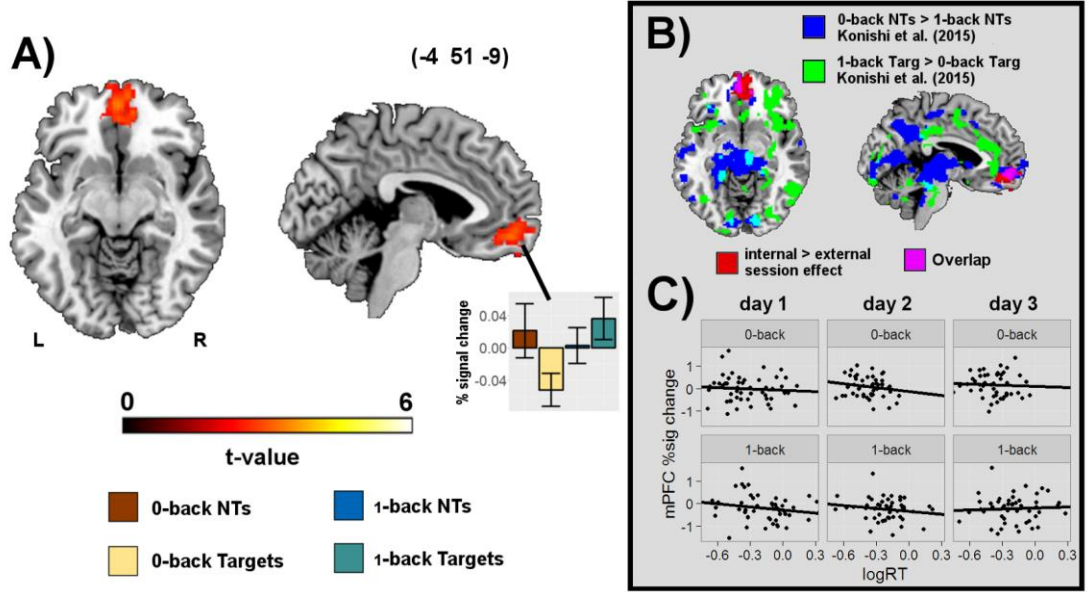 A)
(-4 51 -9)
L
R
0.04
0.00
-0.04
% signal change
0
6
t-value
0-back NTs
1-back NTs
0-back Targets
1-back Targets
B)
0-back NTs > 1-back NTs
Konishi et al. (2015)
1-back Targ > 0-back Targ
Konishi et al. (2015)
internal > external
session effect
Overlap
C)
day 1
day 2
day 3
0-back
0-back
0-back
1
0
-1
mPFC %sig change
1-back
1-back
1-back
1
0
-1
-0.6 -0.3 0.0 0.3
-0.6 -0.3 0.0 0.3
-0.6 -0.3 0.0 0.3
logRT